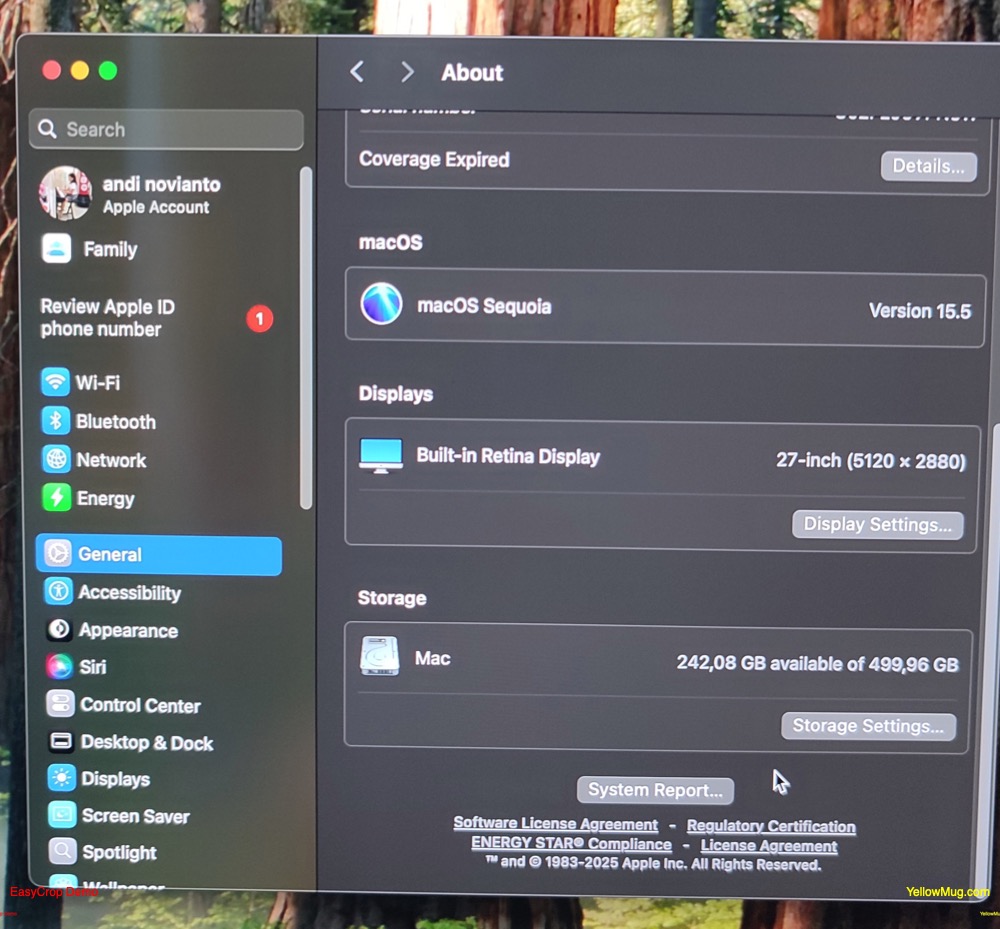 About
Search
andi novianto
Apple Account
Family
Review Apple ID
phone number
1
Wi-Fi
Bluetooth
Network
Energy
General
Accessibility
Appearance
Siri
Control Center
Desktop & Dock
Displays
Screen Saver
Spotlight
Wallpaper
Serial number
Coverage Expired
Details...
macOS
macOS Sequoia
Version 15.5
Displays
Built-in Retina Display
27-inch (5120 × 2880)
Display Settings...
Storage
Mac
242,08 GB available of 499,96 GB
Storage Settings...
System Report...
Software License Agreement - Regulatory Certification
ENERGY STAR® Compliance - License Agreement
™ and © 1983-2025 Apple Inc. All Rights Reserved.
EasyCrop Demo
YellowMug.com